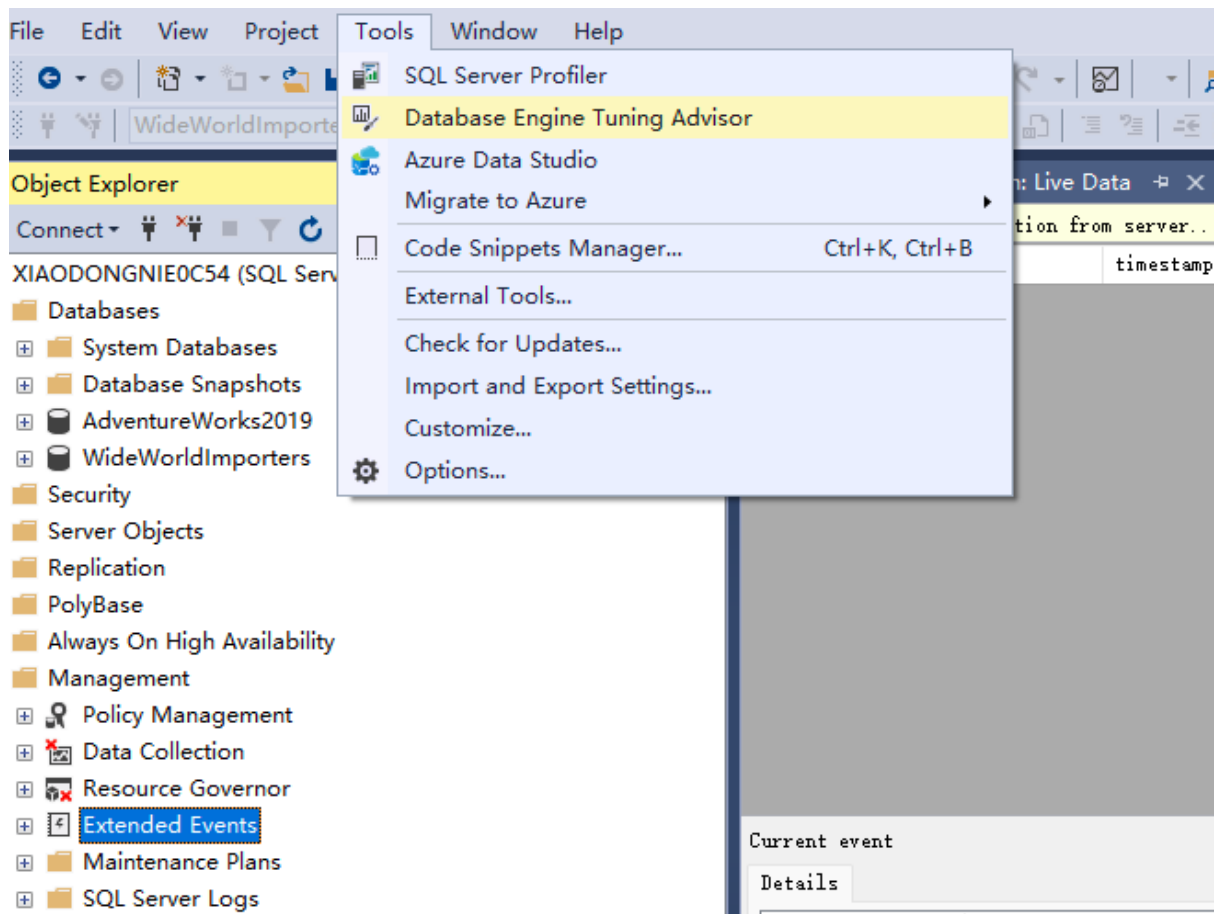 File Edit View Project Tools Window Help
SQL Server Profiler
Database Engine Tuning Advisor
WideWorldImporte
Azure Data Studio
Migrate to Azure
Code Snippets Manager... Ctrl+K, Ctrl+B
External Tools...
Check for Updates...
Import and Export Settings...
Customize...
Options...
Object Explorer
Connect
XIAODONGNIE0C54 (SQL Serv
Databases
System Databases
Database Snapshots
AdventureWorks2019
WideWorldImporters
Security
Server Objects
Replication
PolyBase
Always On High Availability
Management
Policy Management
Data Collection
Resource Governor
Extended Events
Maintenance Plans
SQL Server Logs
: Live Data
tion from server..
timestamp
Current event
Details